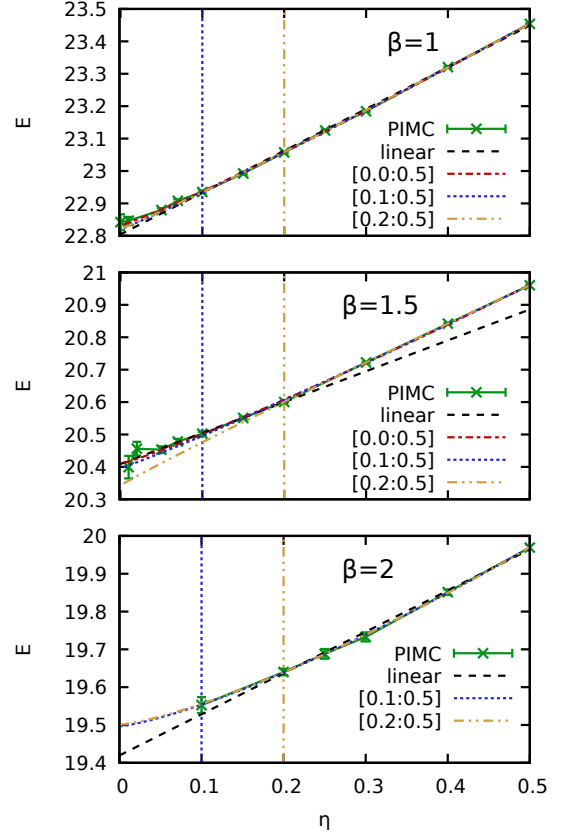 23.5
23.4
23.3
23.2
23.1
23
22.9
22.8
E
β=1
PIMC
linear
[0.0:0.5]
[0.1:0.5]
[0.2:0.5]
21
20.9
20.8
20.7
20.6
20.5
20.4
20.3
E
β=1.5
PIMC
linear
[0.0:0.5]
[0.1:0.5]
[0.2:0.5]
20
19.9
19.8
19.7
19.6
19.5
19.4
E
β=2
PIMC
linear
[0.1:0.5]
[0.2:0.5]
0 0.1 0.2 0.3 0.4 0.5
η